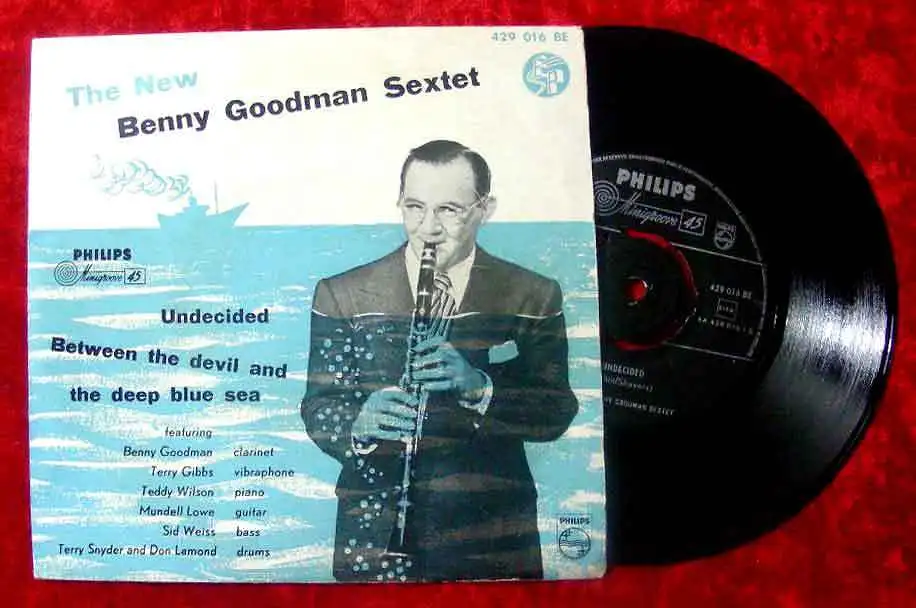 429 016 BE
The New
Benny Goodman Sextet
PHILIPS
Minigroove 45
Undecided
Between the devil and
the deep blue sea
featuring
Benny Goodman clarinet
Terry Gibbs vibraphone
Teddy Wilson piano
Mundell Lowe guitar
Sid Weiss bass
Terry Snyder and Don Lamond drums
PHILIPS
PHILIPS
Minigroove 45
429 016 BE
UNDECIDED
GOODMAN SEXTET